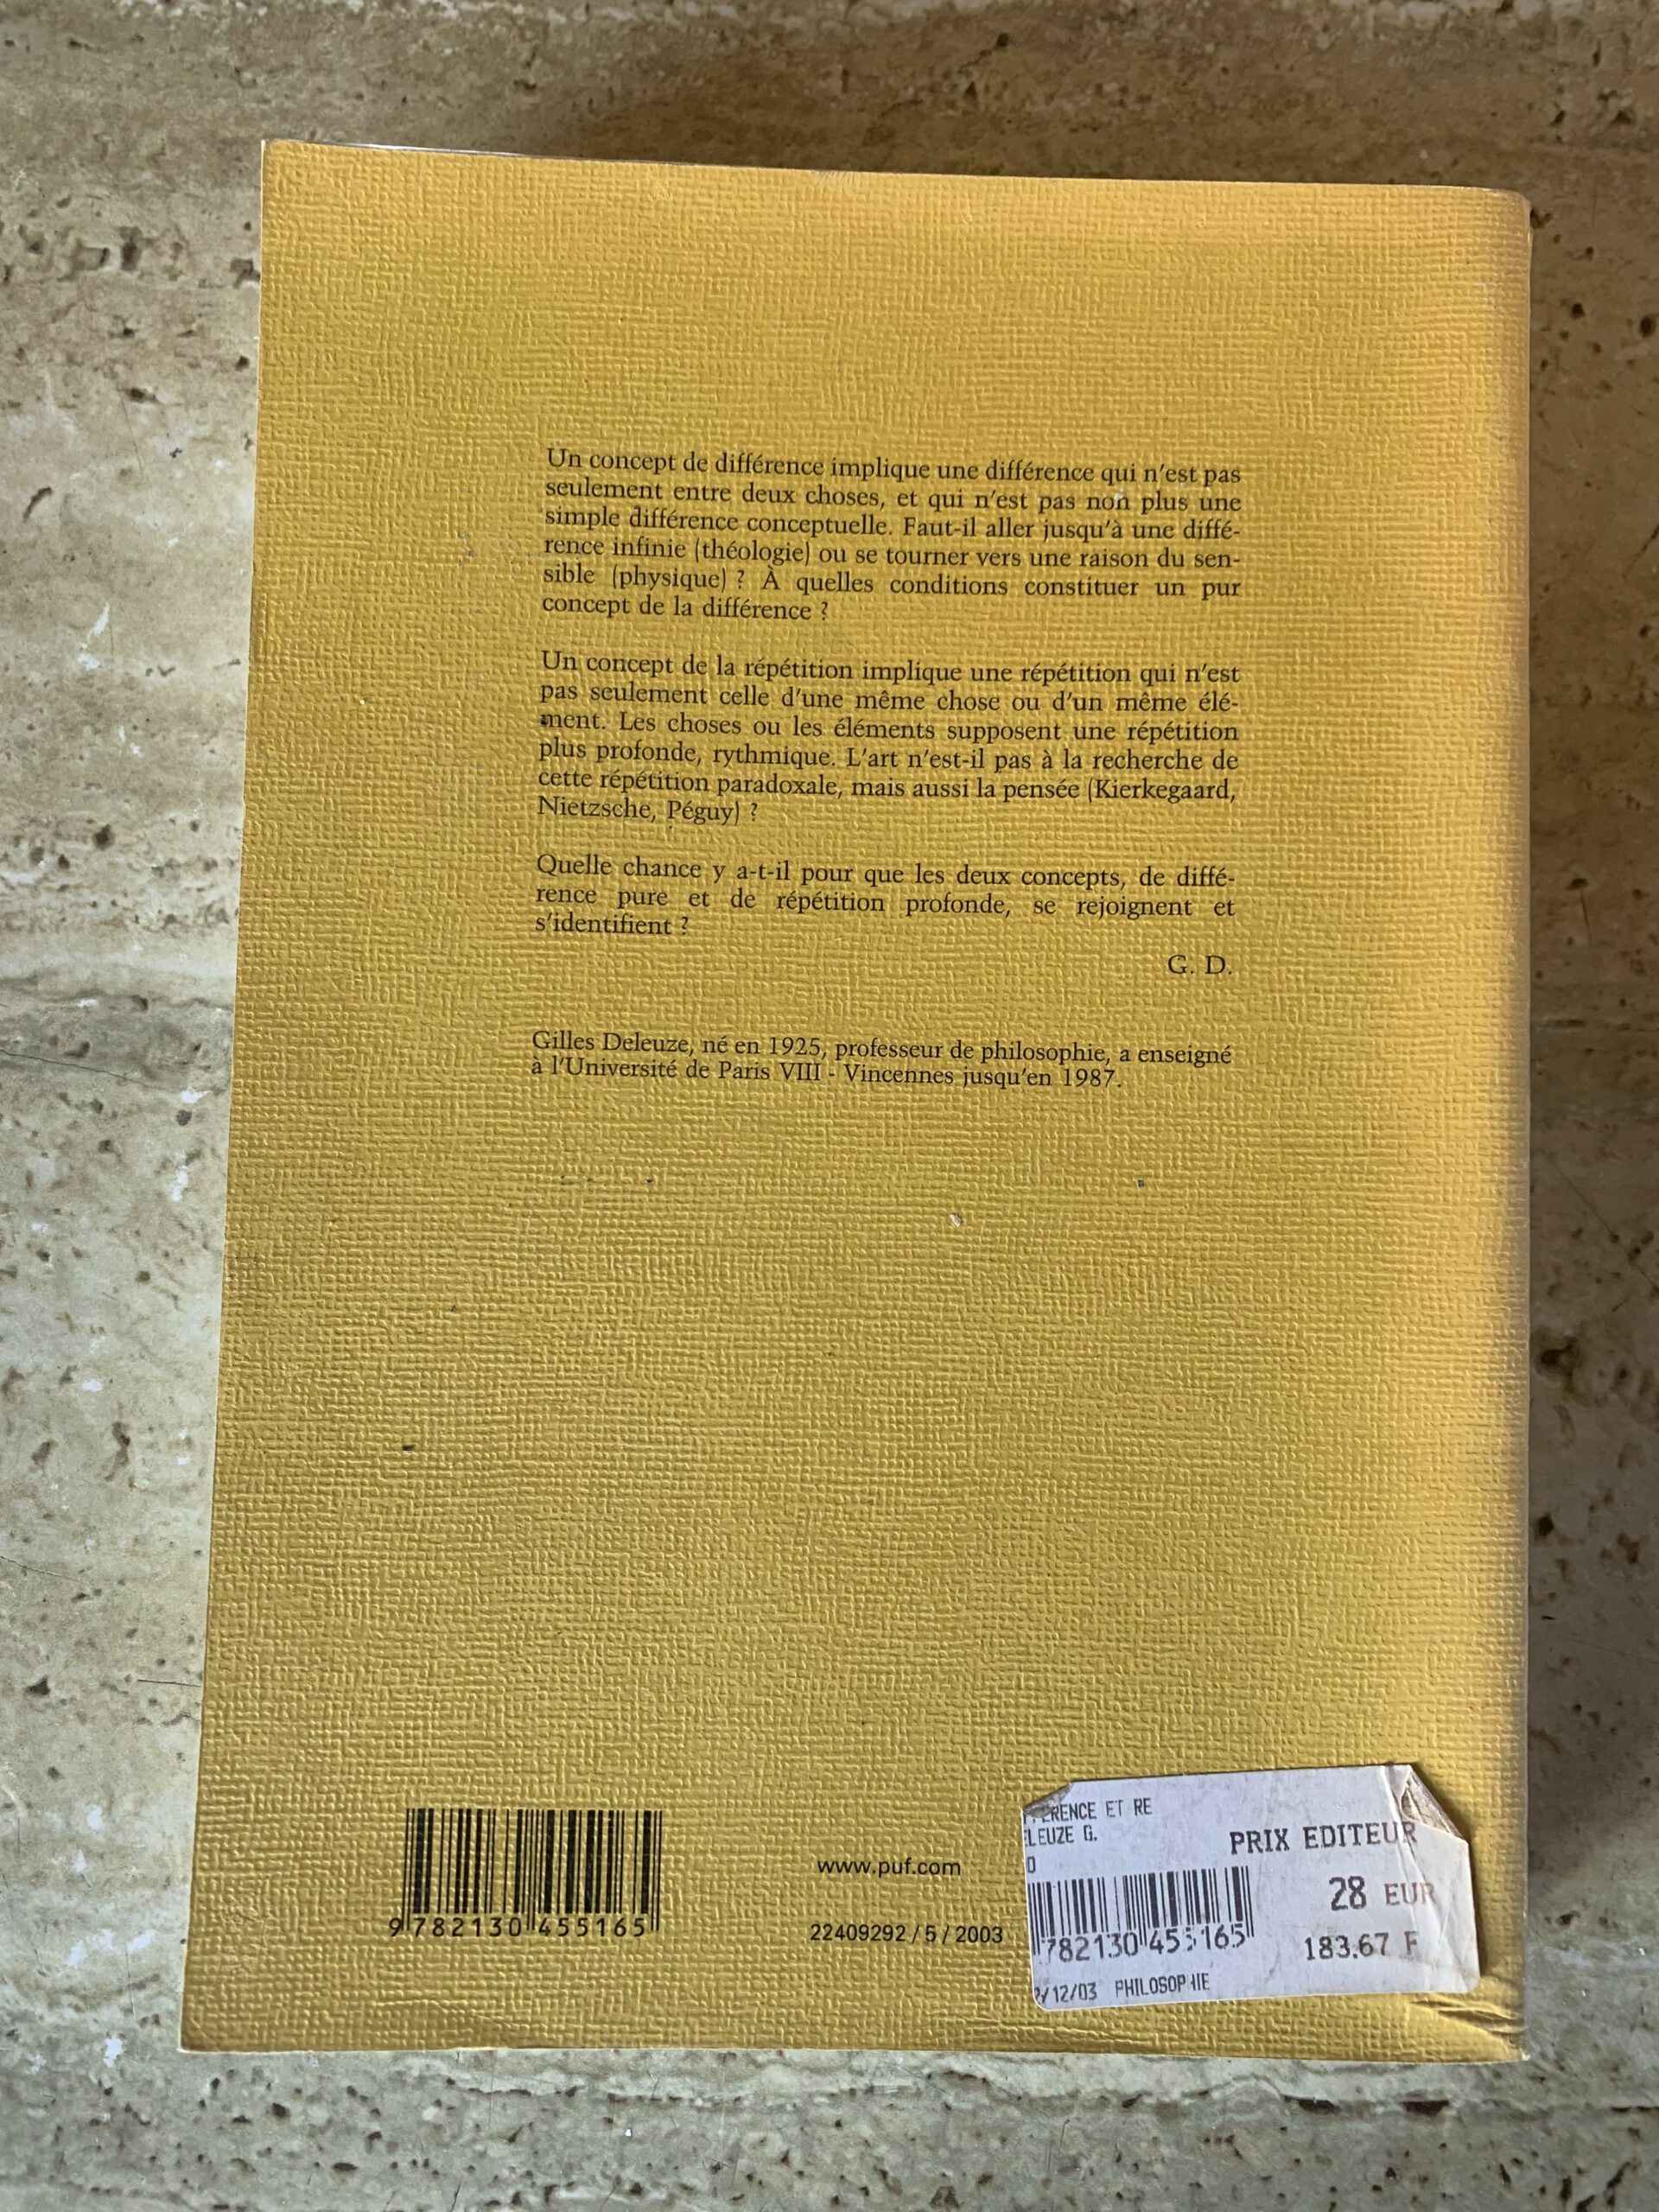 Un concept de différence implique une différence qui n'est pas
seulement entre deux choses, et qui n'est pas non plus une
simple différence conceptuelle. Faut-il aller jusqu'à une diffé-
rence infinie (théologie) ou se tourner vers une raison du sen-
sible (physique) ? À quelles conditions constituer un pur
concept de la différence ?
Un concept de la répétition implique une répétition qui n'est
pas seulement celle d'une même chose ou d'un même élé-
ment. Les choses ou les éléments supposent une répétition
plus profonde, rythmique. L'art n'est-il pas à la recherche de
cette répétition paradoxale, mais aussi la pensée (Kierkegaard,
Nietzsche, Péguy) ?
Quelle chance y a-t-il pour que les deux concepts, de diffé-
rence pure et de répétition profonde, se rejoignent et
s'identifient ?
G. D.
Gilles Deleuze, né en 1925, professeur de philosophie, a enseigné
à l'Université de Paris VIII - Vincennes jusqu'en 1987.
9 782130 455165
www.puf.com
22409292 / 5 / 2003
ERENCE ET RE
LEUZE G.
PRIX EDITEUR
28 EUR
782130 455165
183.67 F
/12/03 PHILOSOPHIE